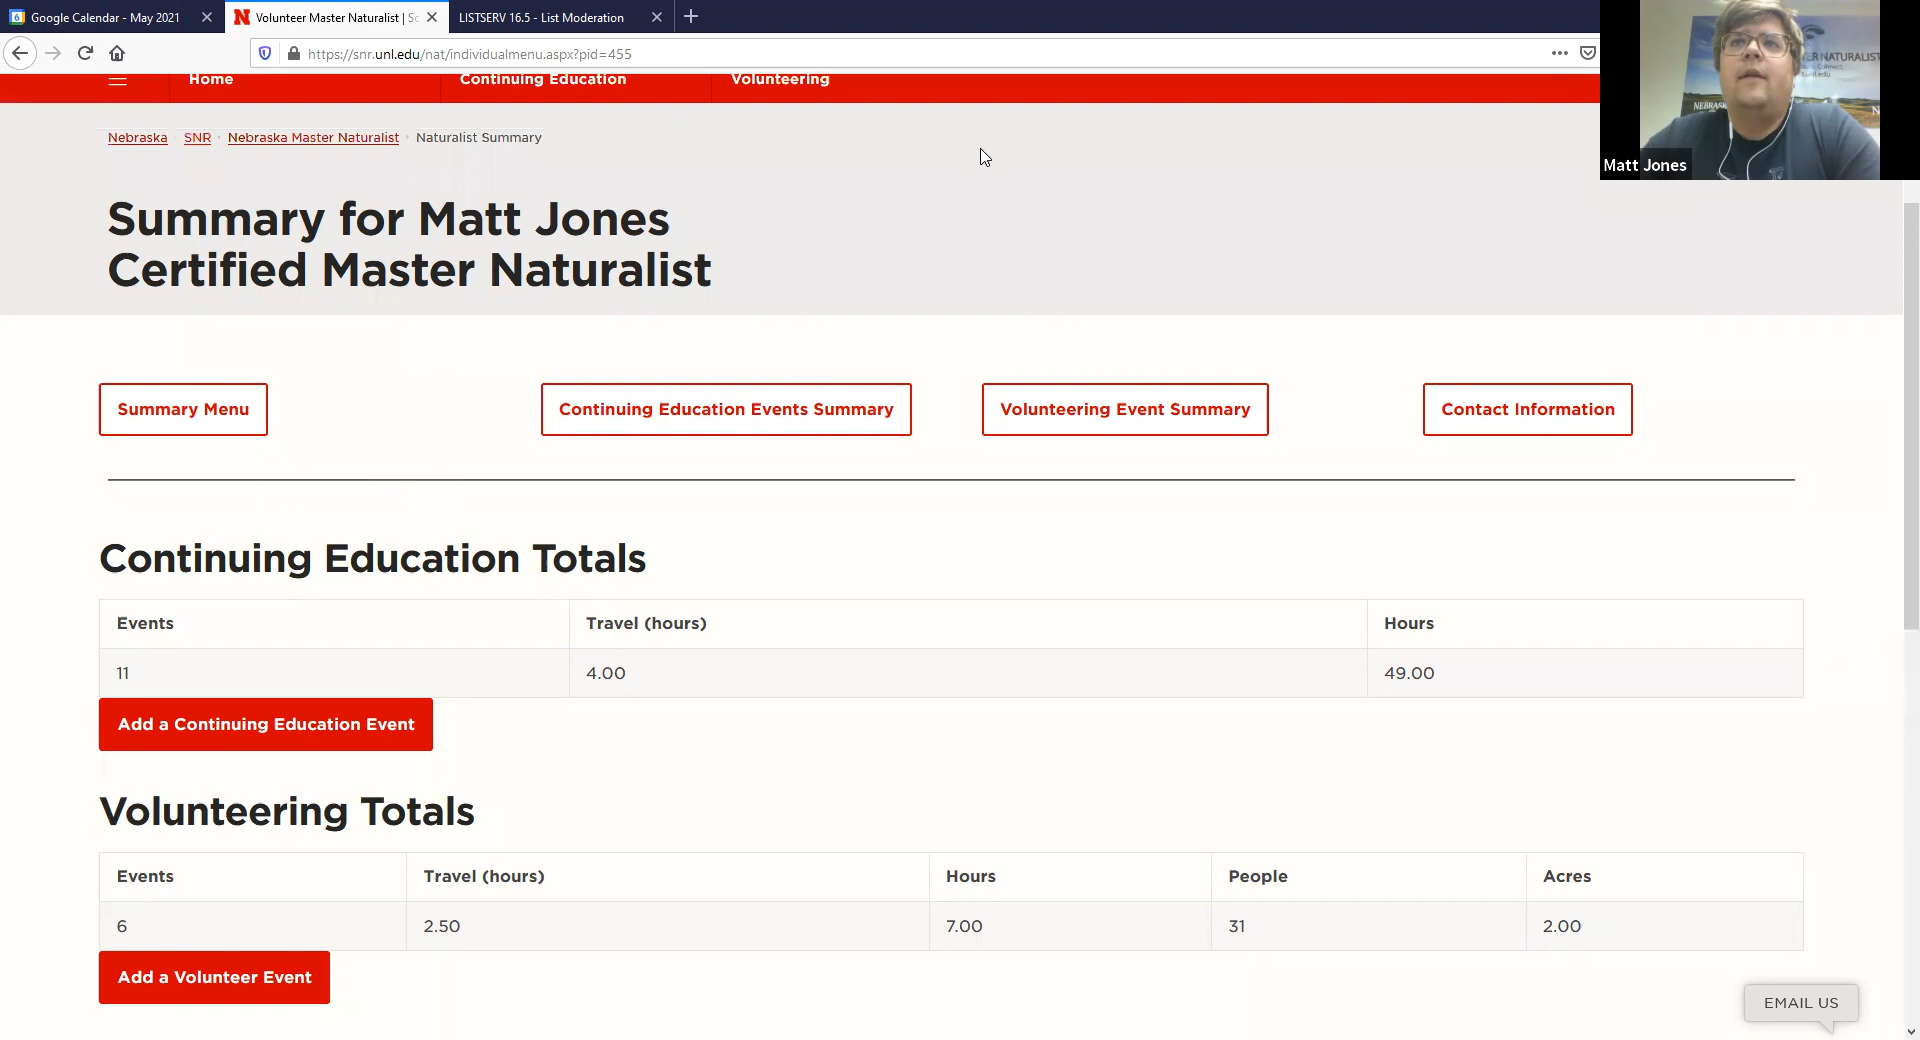 Google Calendar - May 2021
Volunteer Master Naturalist | Sc
LISTSERV 16.5 - List Moderation
https://snr.unl.edu/nat/individualmenu.aspx?pid=455
Home
Continuing Education
Volunteering
Nebraska
SNR
Nebraska Master Naturalist
Naturalist Summary
Matt Jones
Summary for Matt Jones
Certified Master Naturalist
Summary Menu
Continuing Education Events Summary
Volunteering Event Summary
Contact Information
Continuing Education Totals
Events Travel (hours) Hours
11 4.00 49.00
Add a Continuing Education Event
Volunteering Totals
Events Travel (hours) Hours People Acres
6 2.50 7.00 31 2.00
Add a Volunteer Event
EMAIL US